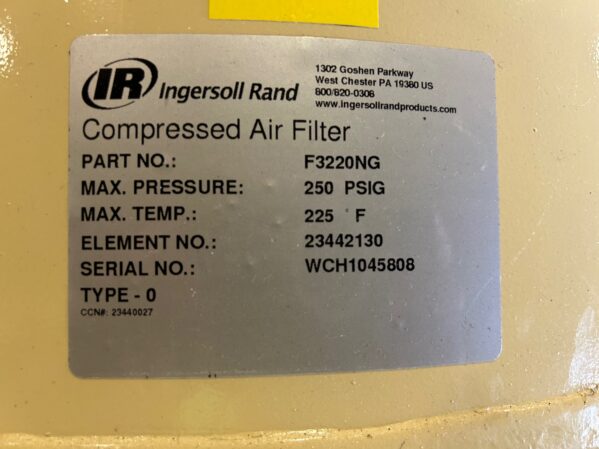 IR Ingersoll Rand
1302 Goshen Parkway
West Chester PA 19380 US
800/820-0306
www.ingersollrandproducts.com
Compressed Air Filter
PART NO.: F3220NG
MAX. PRESSURE: 250 PSIG
MAX. TEMP.: 225 ° F
ELEMENT NO.: 23442130
SERIAL NO.: WCH1045808
TYPE - 0
CCN#: 23440027